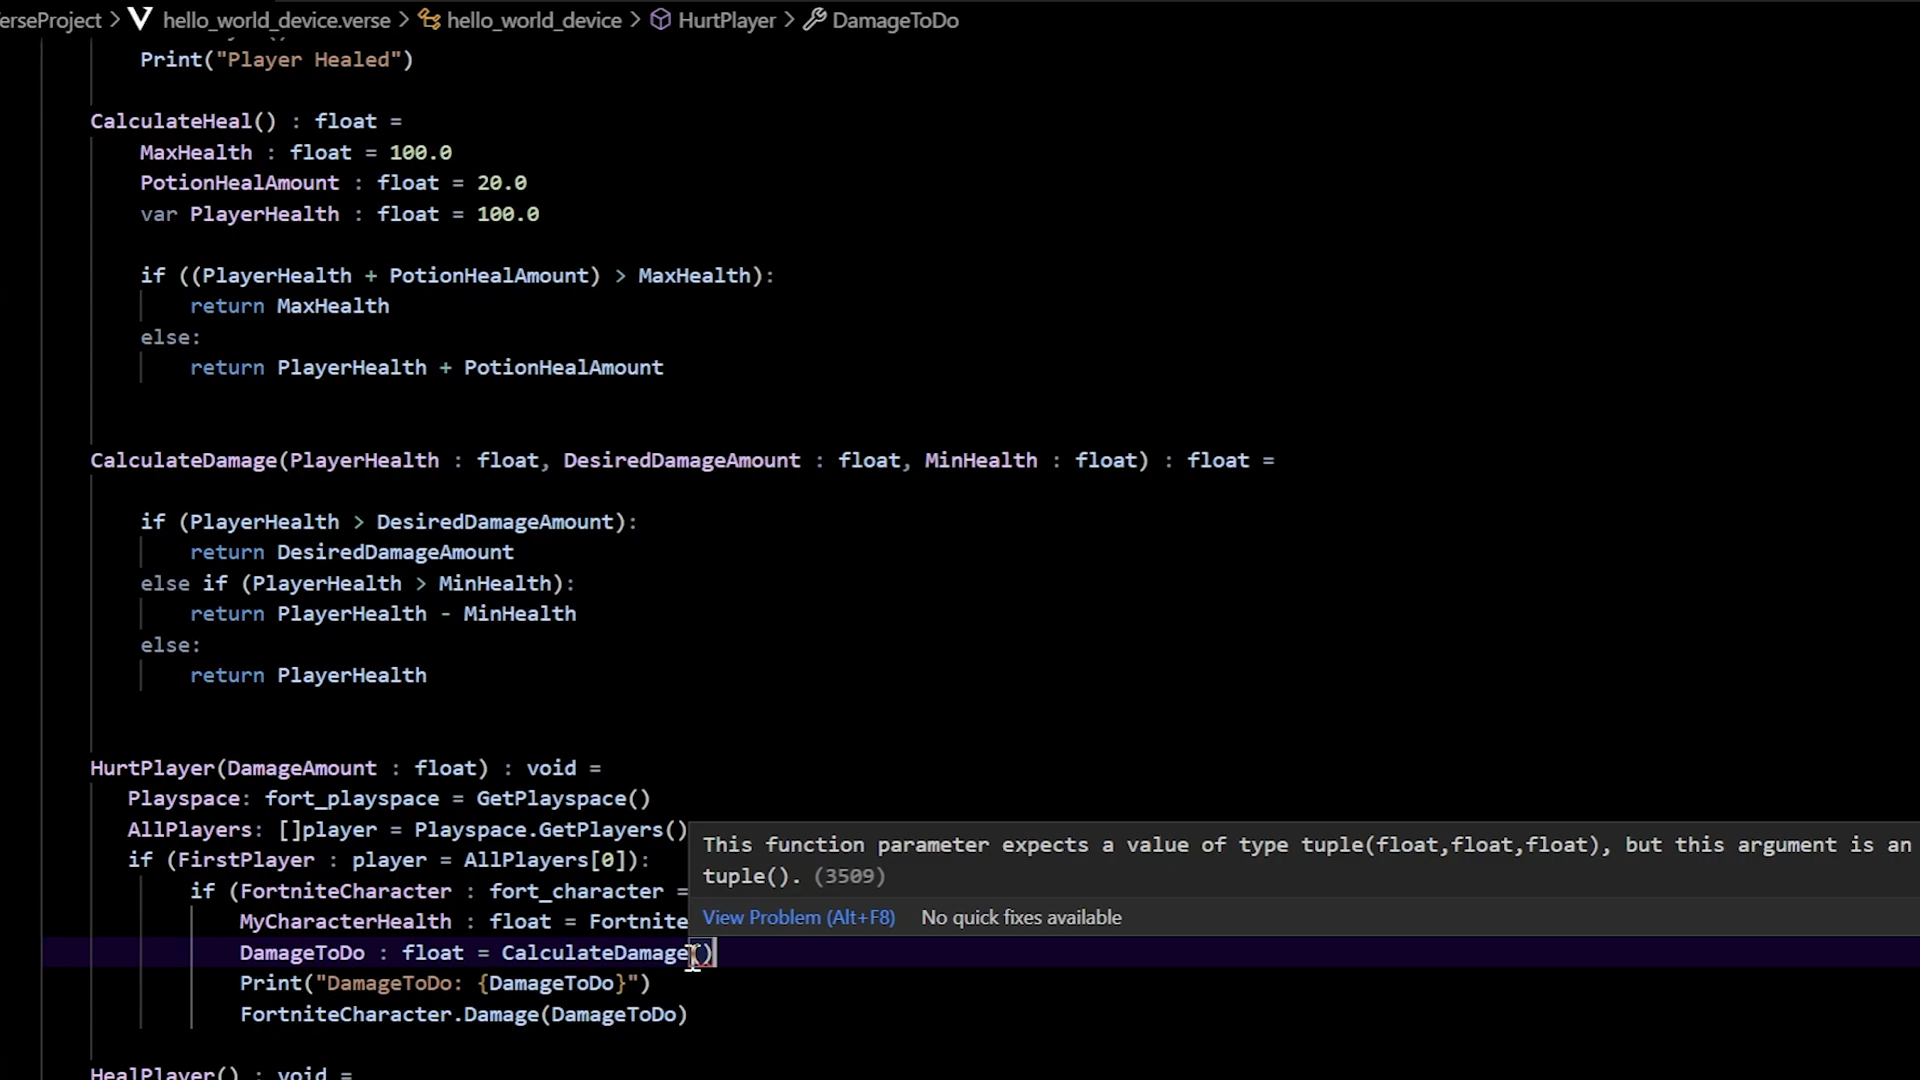 erseProject > hello_world_device.verse > hello_world_device > HurtPlayer > DamageToDo
Print("Player Healed")
CalculateHeal() : float =
MaxHealth : float = 100.0
PotionHealAmount : float = 20.0
var PlayerHealth : float = 100.0
if ((PlayerHealth + PotionHealAmount) > MaxHealth):
return MaxHealth
else:
return PlayerHealth + PotionHealAmount
CalculateDamage(PlayerHealth : float, DesiredDamageAmount : float, MinHealth : float) : float =
if (PlayerHealth > DesiredDamageAmount):
return DesiredDamageAmount
else if (PlayerHealth > MinHealth):
return PlayerHealth - MinHealth
else:
return PlayerHealth
HurtPlayer(DamageAmount : float) : void =
Playspace: fort_playspace = GetPlayspace()
AllPlayers: []player = Playspace.GetPlayers()
This function parameter expects a value of type tuple(float,float,float), but this argument is an
if (FirstPlayer : player = AllPlayers[0]):
tuple(). (3509)
if (FortniteCharacter : fort_character =
View Problem (Alt+F8) No quick fixes available
MyCharacterHealth : float = Fortnite
DamageToDo : float = CalculateDamage()
Print("DamageToDo: {DamageToDo}")
FortniteCharacter.Damage(DamageToDo)
HealPlayer() : void =